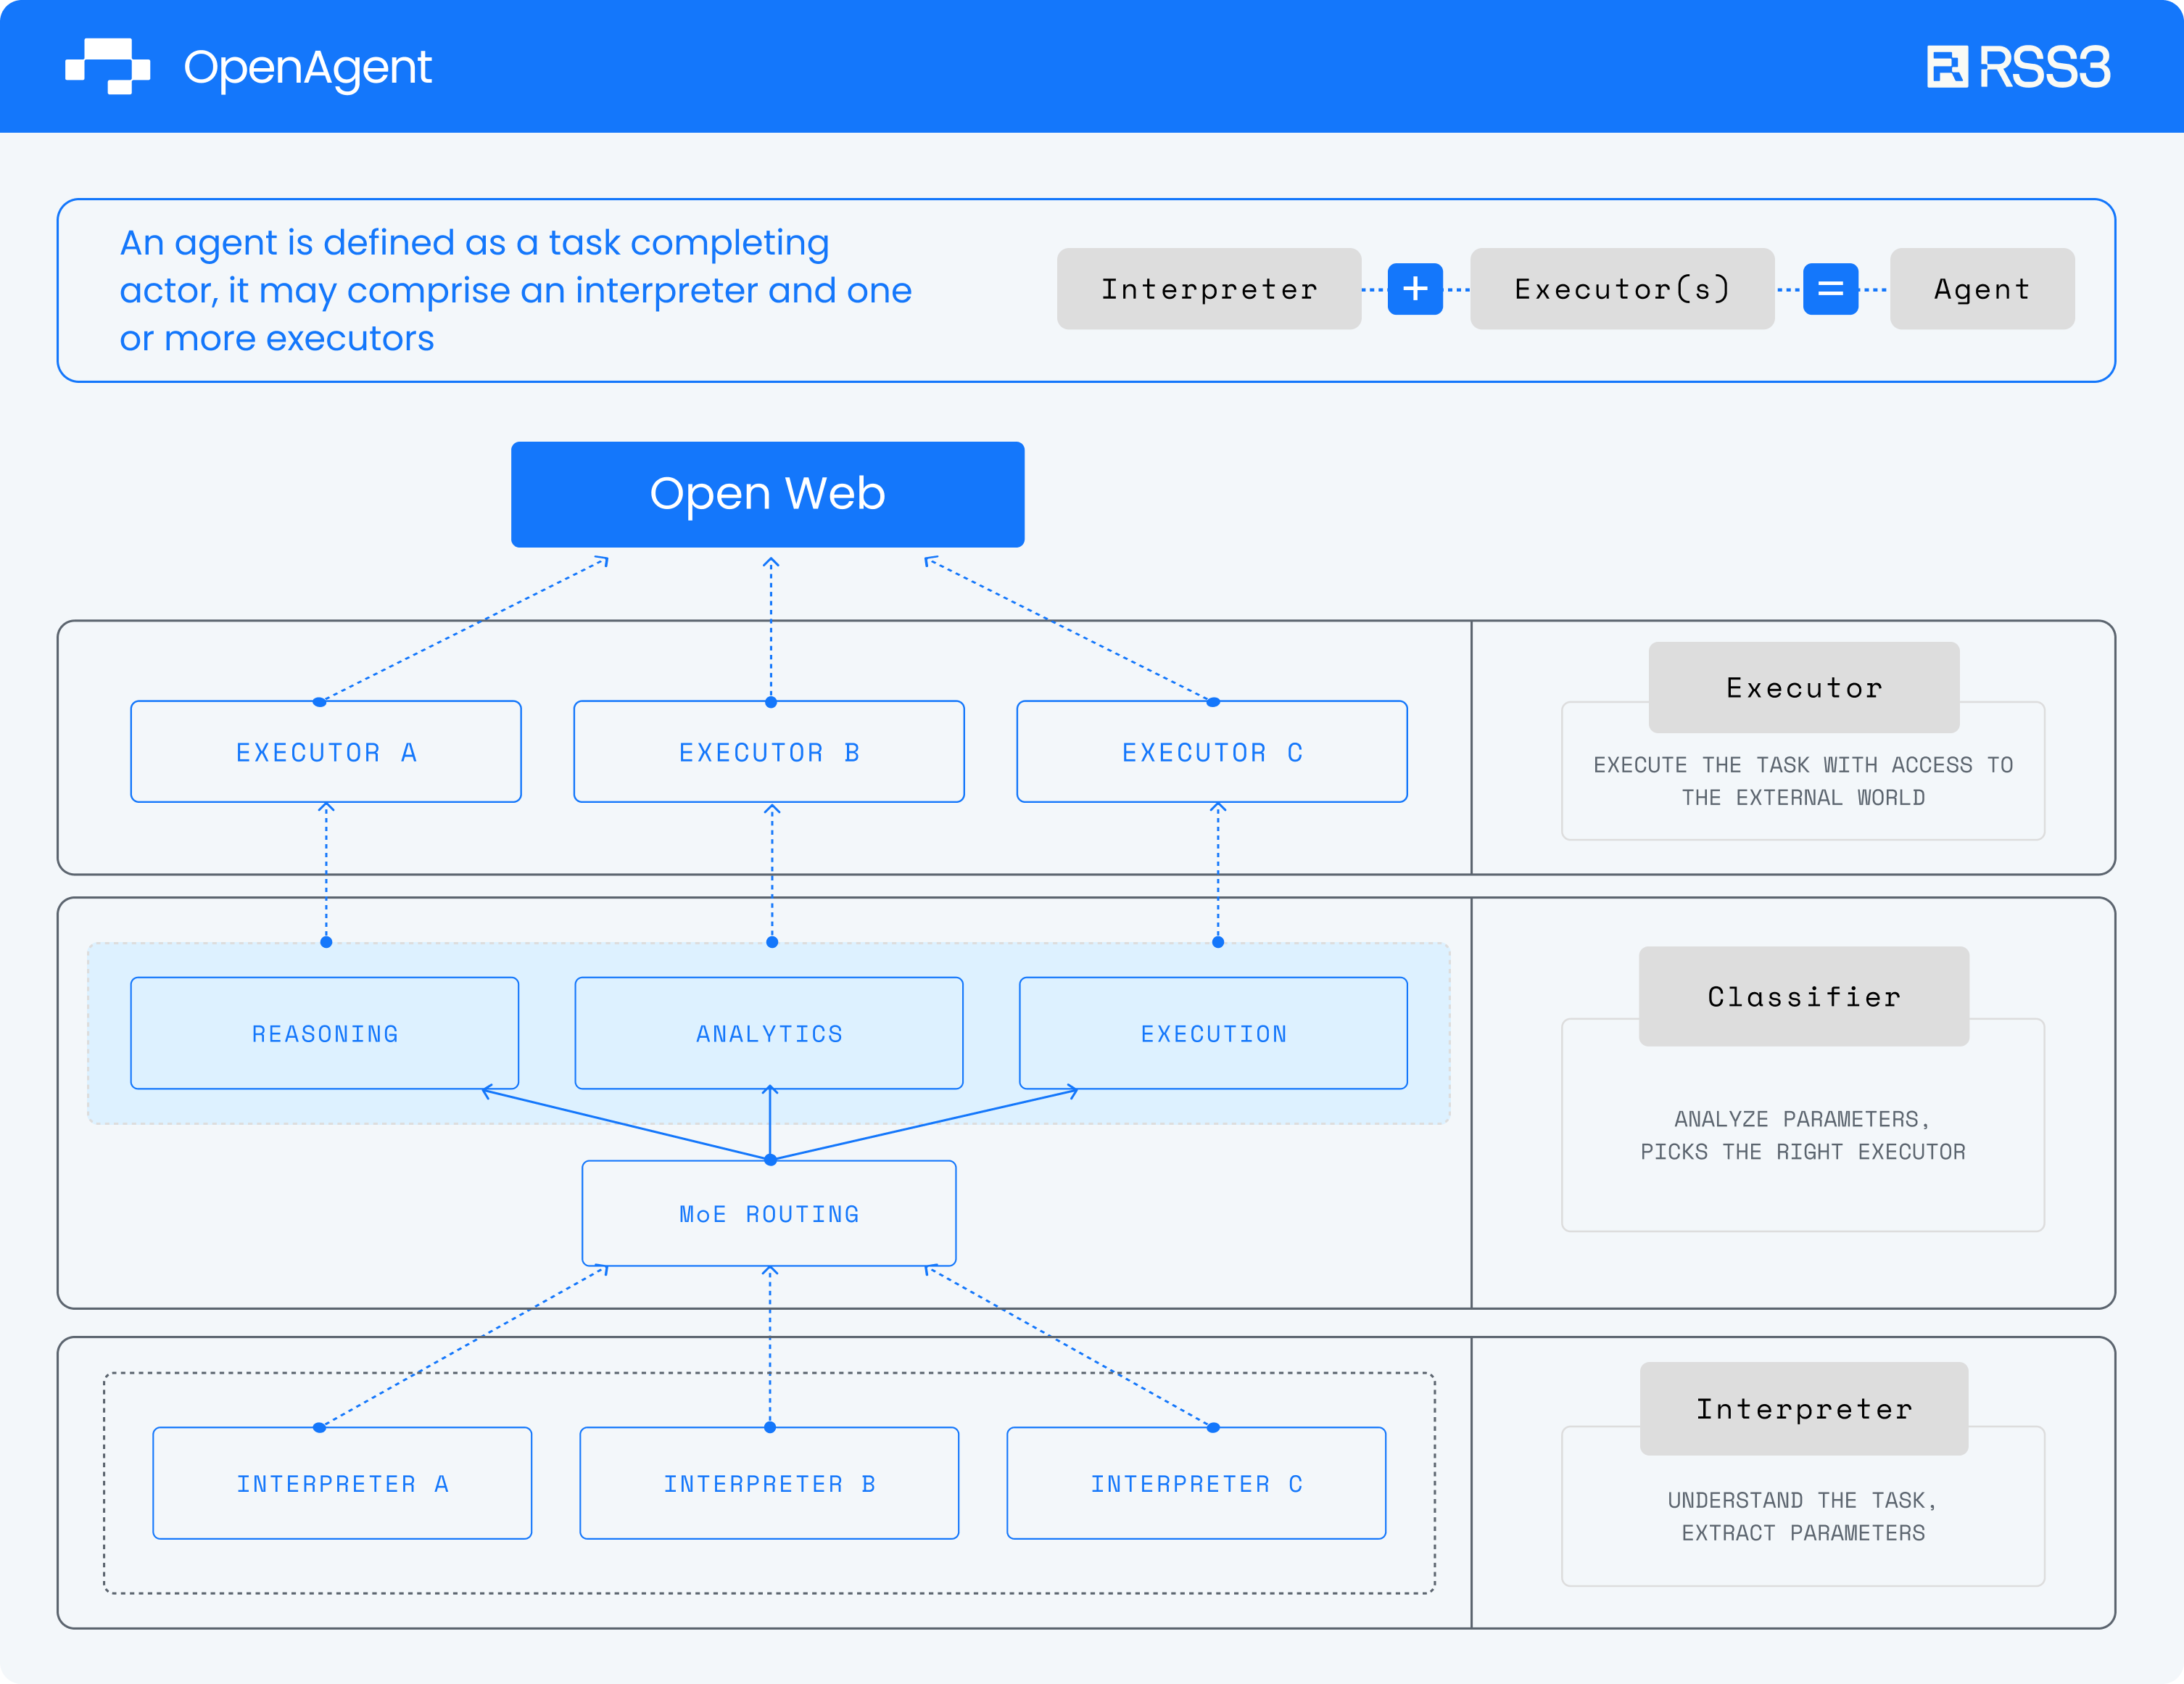 OpenAgent
RSS3
An agent is defined as a task completing
actor, it may comprise an interpreter and one
or more executors
Interpreter + Executor(s) = Agent
Open Web
EXECUTOR A
EXECUTOR B
EXECUTOR C
Executor
EXECUTE THE TASK WITH ACCESS TO
THE EXTERNAL WORLD
REASONING
ANALYTICS
EXECUTION
MoE ROUTING
Classifier
ANALYZE PARAMETERS,
PICKS THE RIGHT EXECUTOR
INTERPRETER A
INTERPRETER B
INTERPRETER C
Interpreter
UNDERSTAND THE TASK,
EXTRACT PARAMETERS